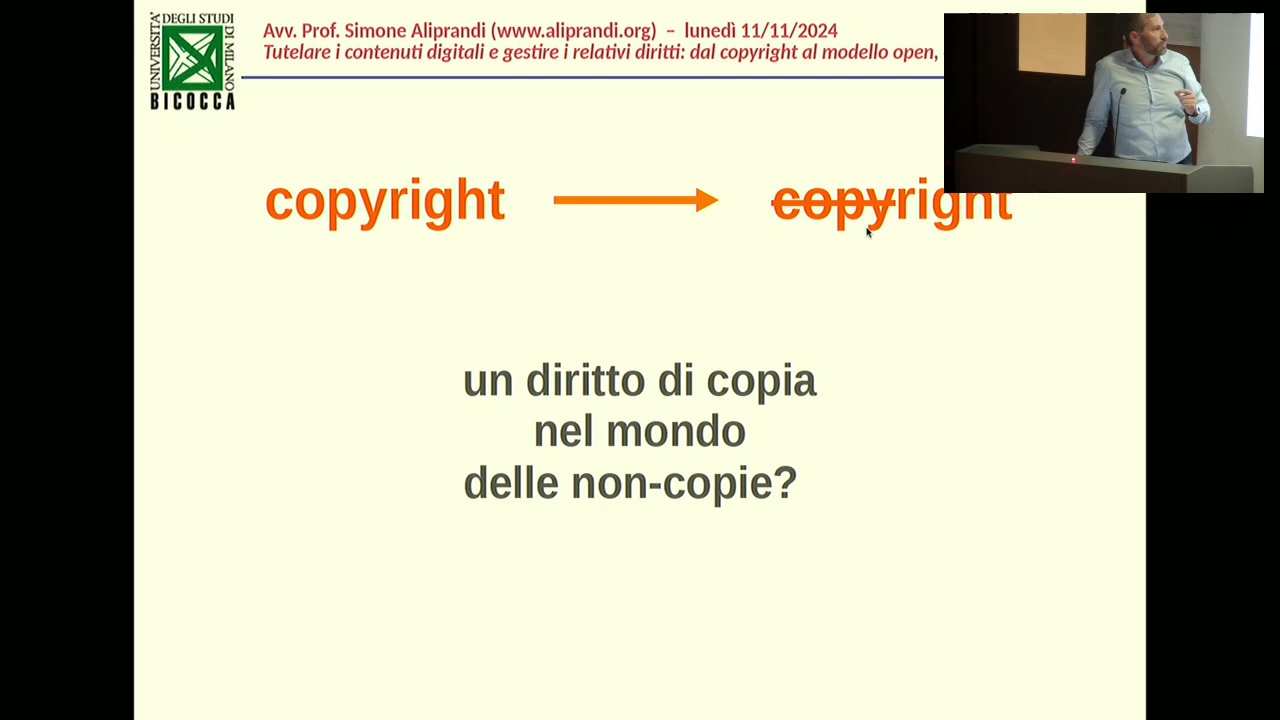 UNIVERSITA' DEGLI STUDI DI MILANO
BICOCCA
Avv. Prof. Simone Aliprandi (www.aliprandi.org) – lunedì 11/11/2024
Tutelare i contenuti digitali e gestire i relativi diritti: dal copyright al modello open,
copyright
copyright
un diritto di copia
nel mondo
delle non-copie?